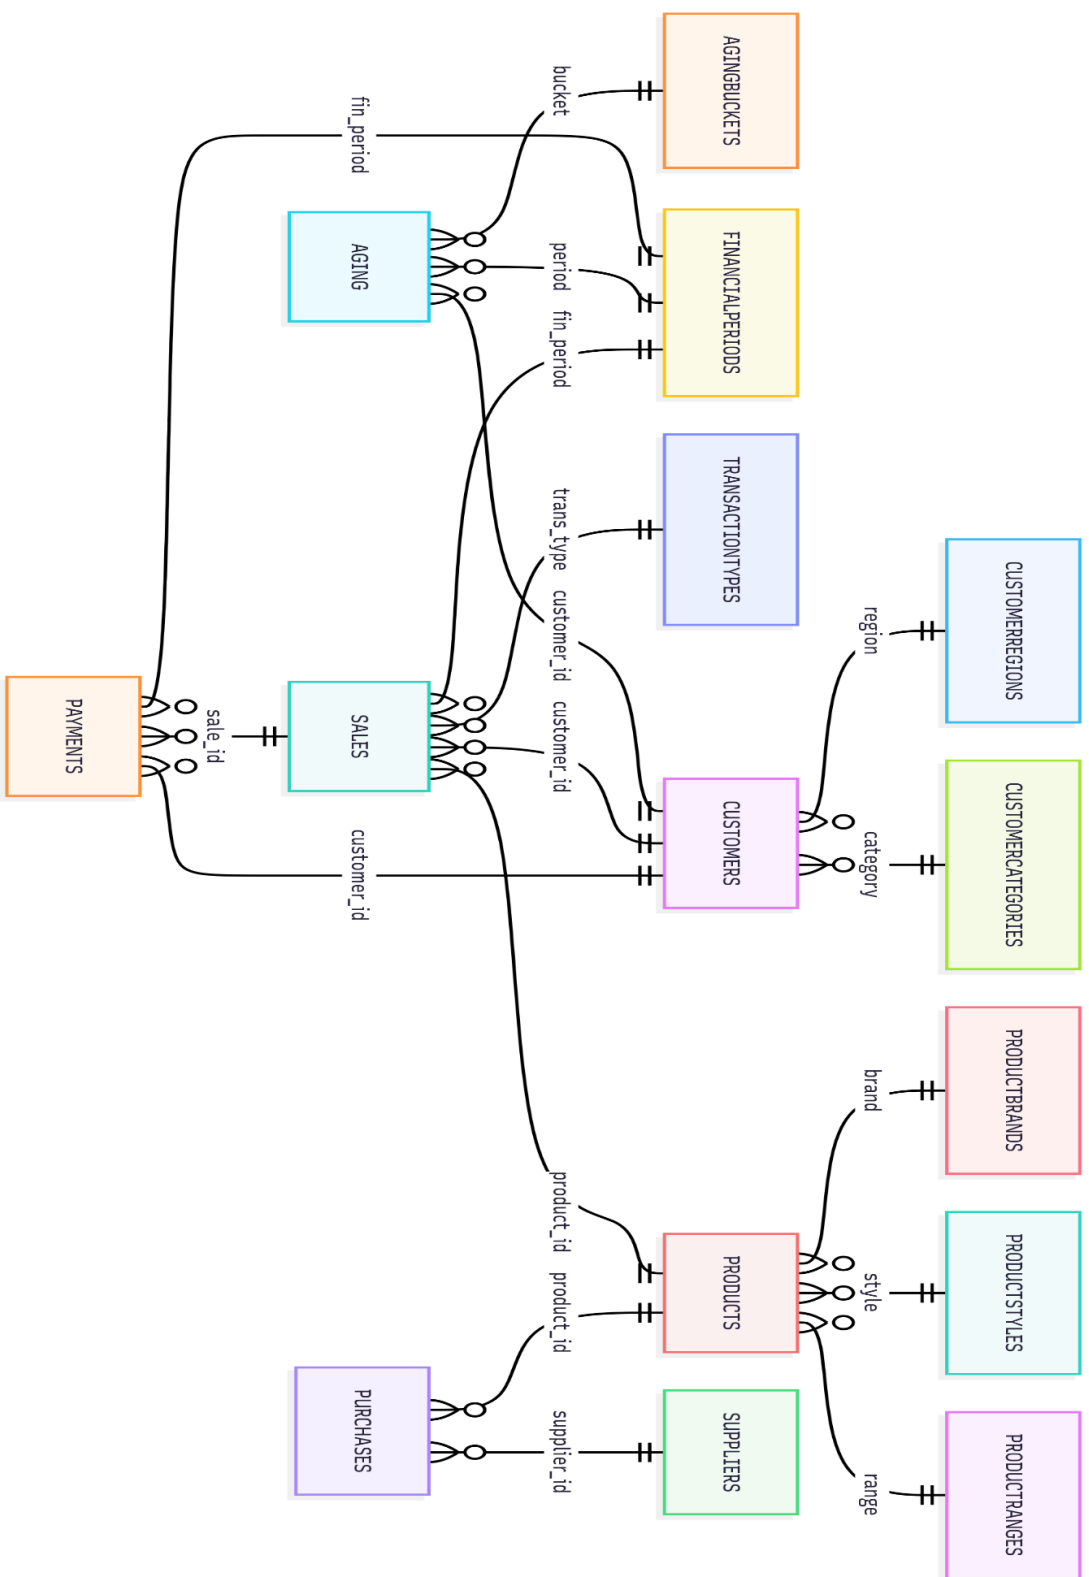 CUSTOMERREGIONS
CUSTOMERCATEGORIES
PRODUCTBRANDS
PRODUCTSTYLES
PRODUCTRANGES
region
category
brand
style
range
AGINGBUCKETS
FINANCIALPERIODS
TRANSACTIONTYPES
CUSTOMERS
PRODUCTS
SUPPLIERS
bucket
period
fin_period
trans_type
customer_id
customer_id
product_id
product_id
supplier_id
fin_period
AGING
SALES
customer_id
PURCHASES
sale_id
PAYMENTS